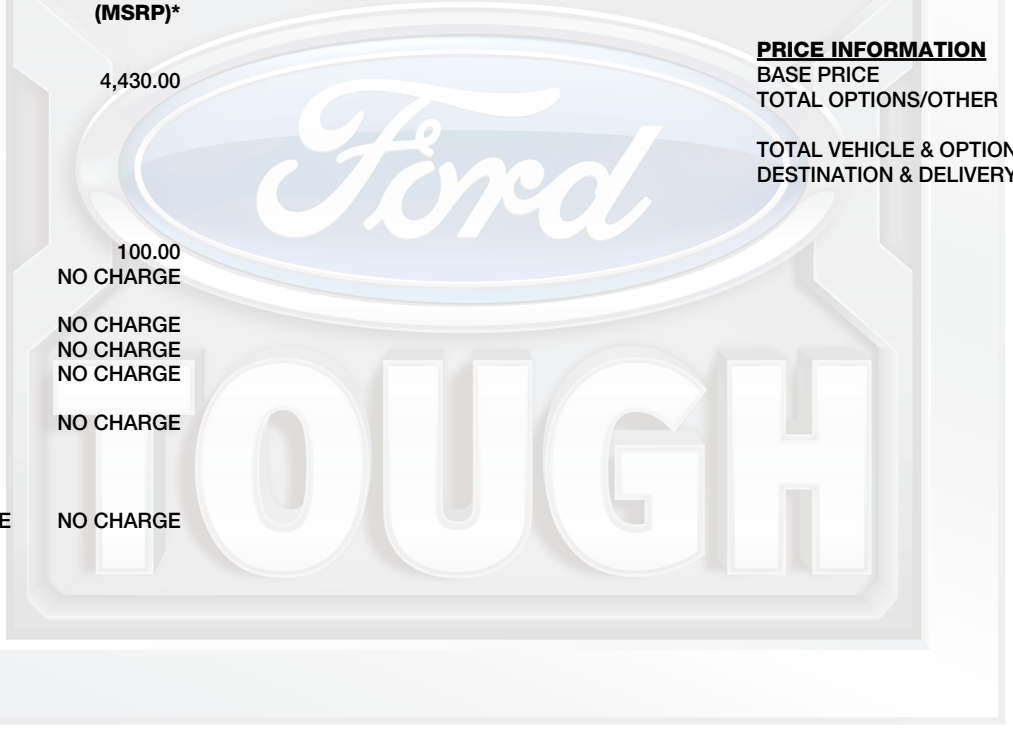 (MSRP)*
4,430.00
100.00
NO CHARGE
NO CHARGE
NO CHARGE
NO CHARGE
NO CHARGE
E NO CHARGE
PRICE INFORMATION
BASE PRICE
TOTAL OPTIONS/OTHER
TOTAL VEHICLE & OPTION
DESTINATION & DELIVERY
Ford
TOUGH